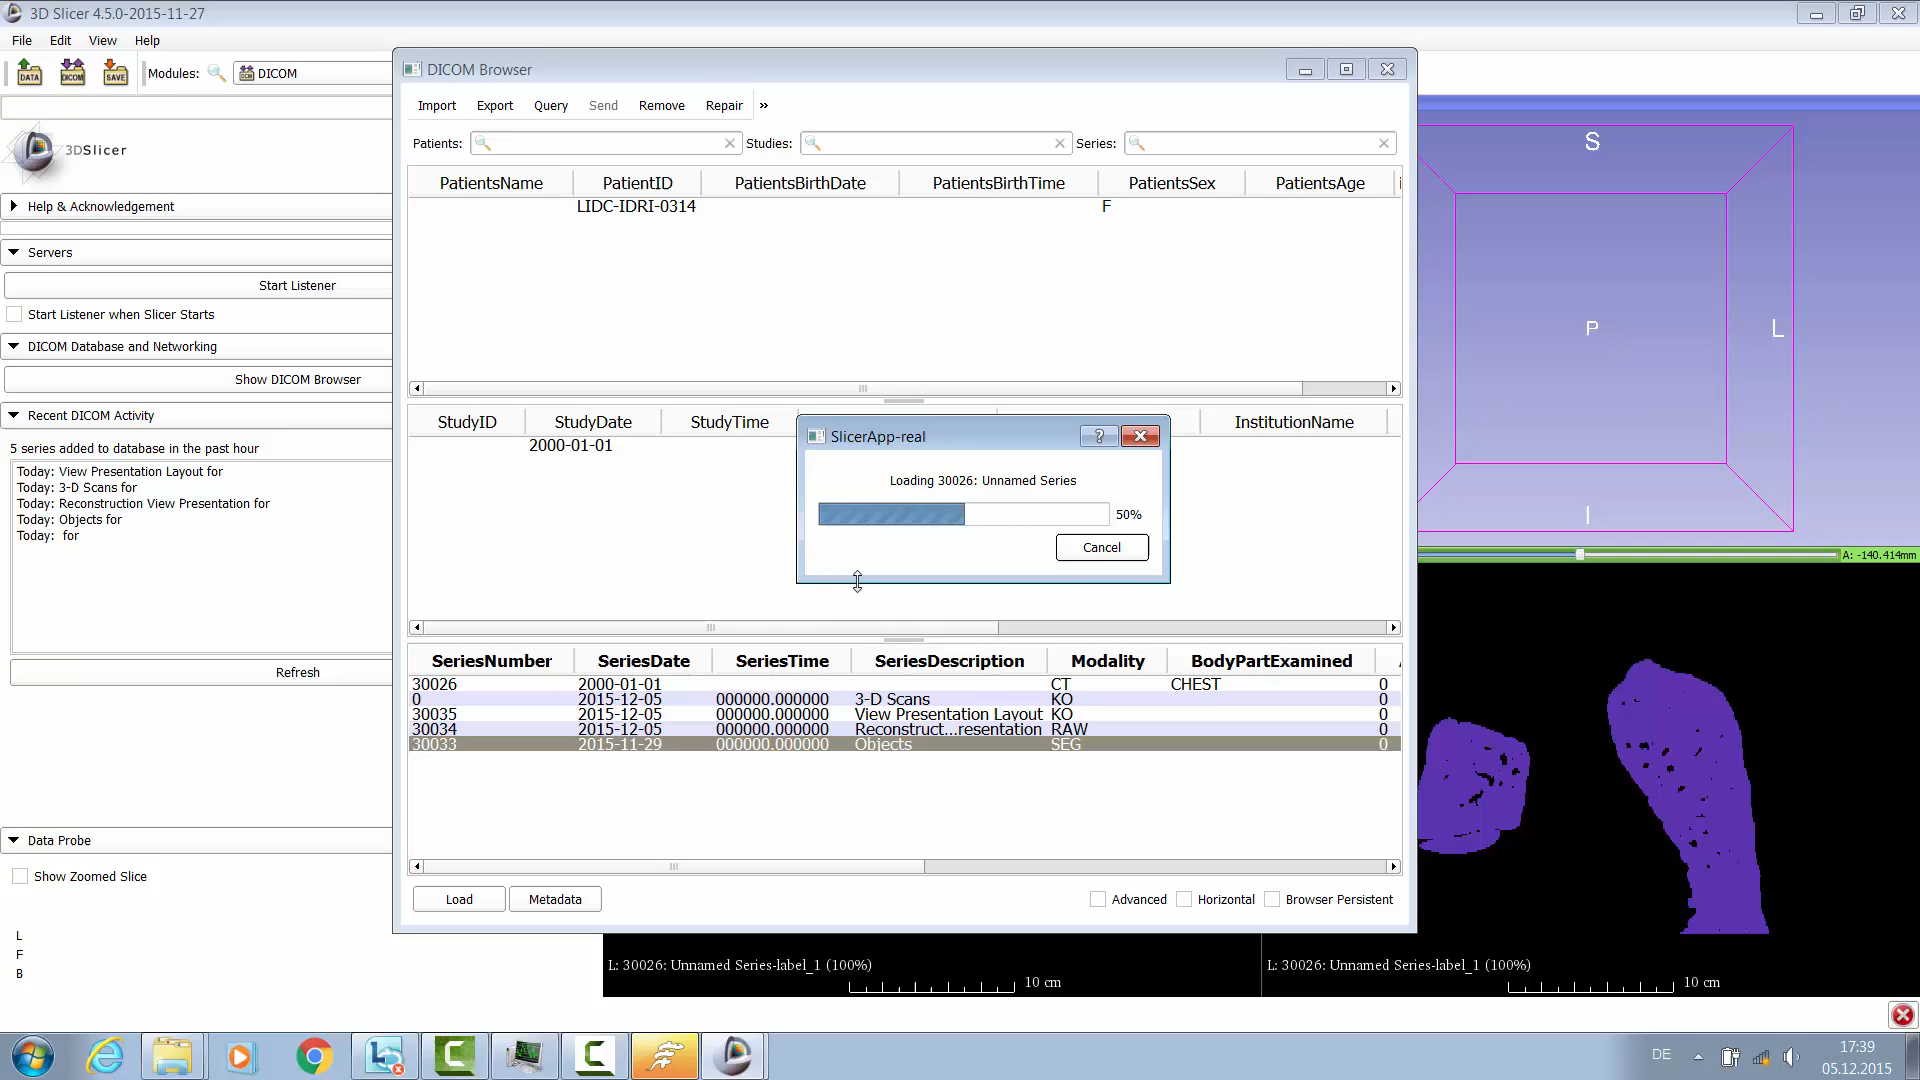 3D Slicer 4.5.0-2015-11-27
File Edit View Help
DATA DICOM SAVE Modules: DICOM
3DSlicer
Help & Acknowledgement
Servers
Start Listener
Start Listener when Slicer Starts
DICOM Database and Networking
Show DICOM Browser
Recent DICOM Activity
5 series added to database in the past hour
Today: View Presentation Layout for
Today: 3-D Scans for
Today: Reconstruction View Presentation for
Today: Objects for
Today: for
Refresh
Data Probe
Show Zoomed Slice
L
F
B
DICOM Browser
Import Export Query Send Remove Repair »
Patients: Studies: Series:
PatientsName PatientID PatientsBirthDate PatientsBirthTime PatientsSex PatientsAge
LIDC-IDRI-0314 F
StudyID StudyDate StudyTime InstitutionName
2000-01-01
SlicerApp-real
Loading 30026: Unnamed Series
50%
Cancel
SeriesNumber SeriesDate SeriesTime SeriesDescription Modality BodyPartExamined
30026 2000-01-01 CT CHEST 0
0 2015-12-05 000000.000000 3-D Scans KO 0
30035 2015-12-05 000000.000000 View Presentation Layout KO 0
30034 2015-12-05 000000.000000 Reconstruct...resentation RAW 0
30033 2015-11-29 000000.000000 Objects SEG 0
Load Metadata Advanced Horizontal Browser Persistent
S
P
L
I
A: -140.414mm
L: 30026: Unnamed Series-label_1 (100%)
10 cm
L: 30026: Unnamed Series-label_1 (100%)
10 cm
DE
17:39
05.12.2015